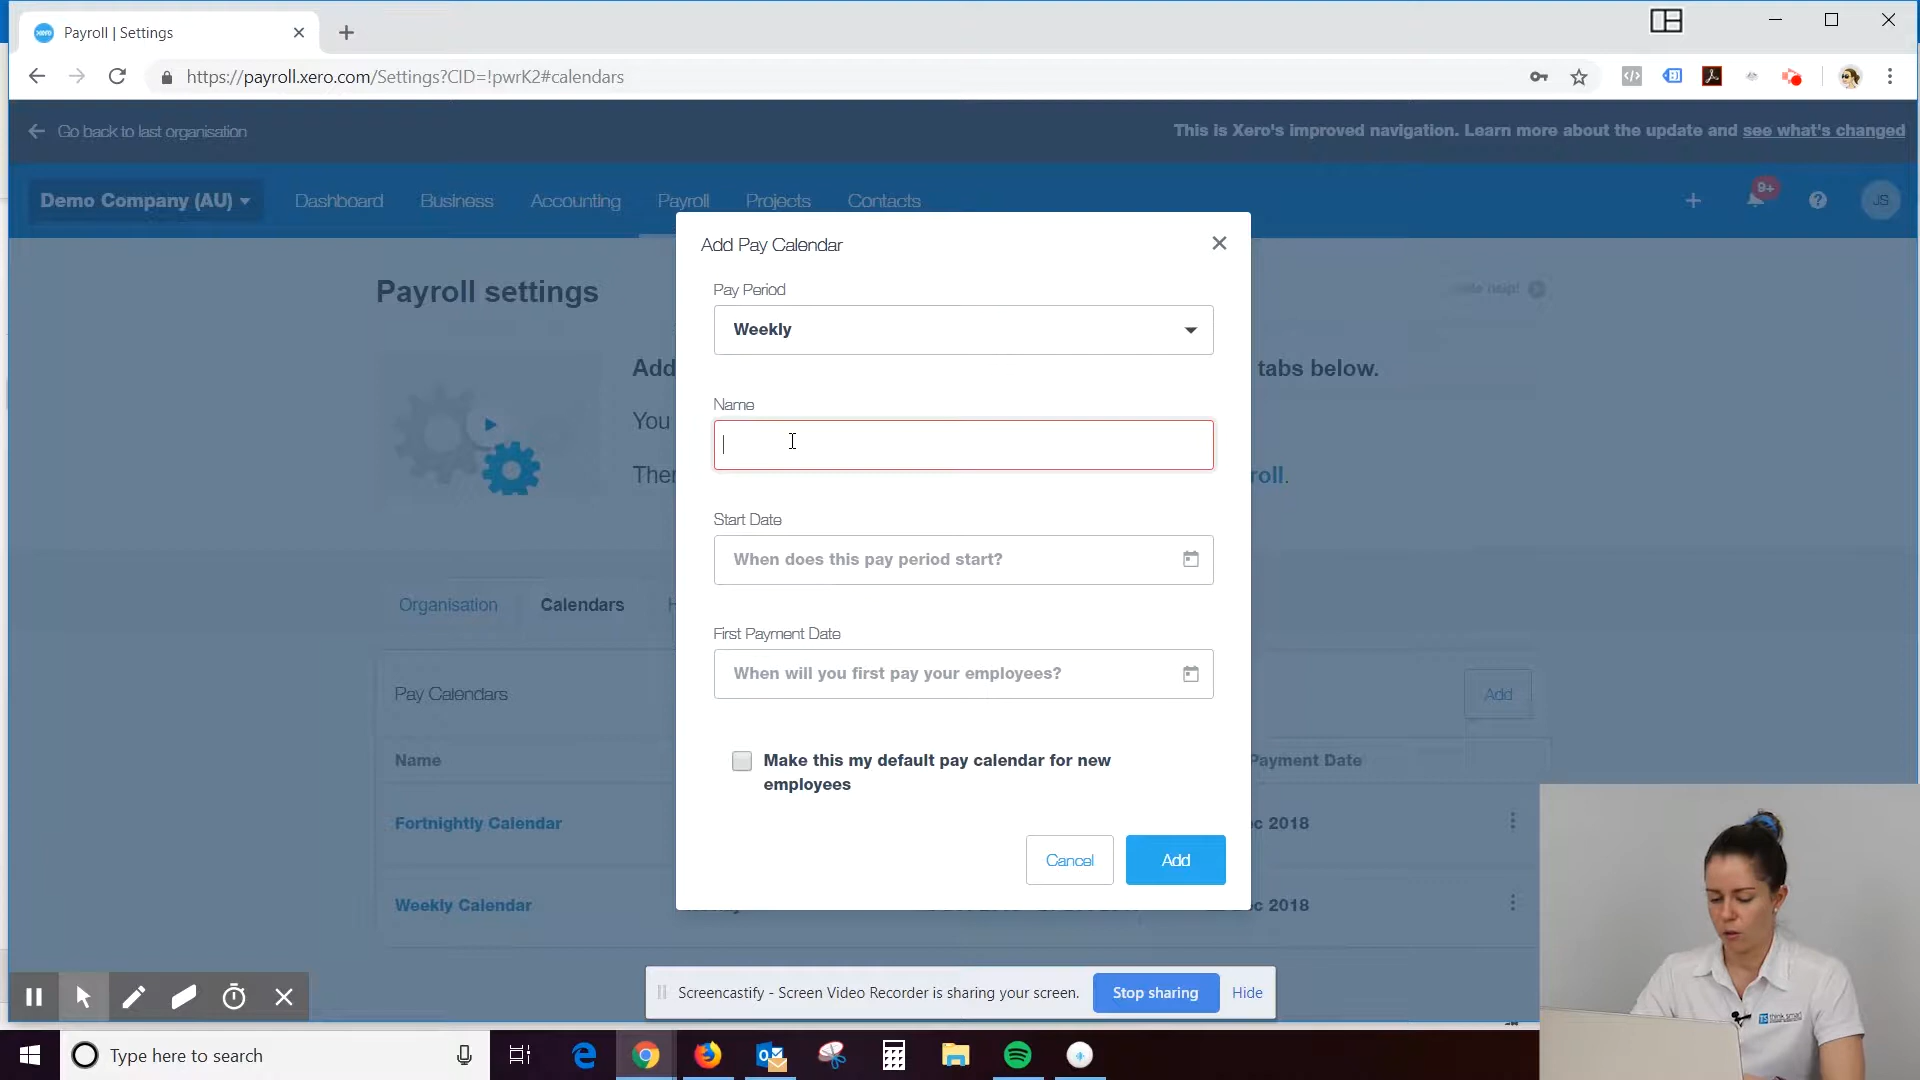 Payroll | Settings
https://payroll.xero.com/Settings?CID=!pwrK2#calendars
Go back to last organisation
This is Xero's improved navigation. Learn more about the update and see what's changed
Demo Company (AU)
Dashboard
Business
Accounting
Payroll
Projects
Contacts
9+
JS
Payroll settings
help!
Add
tabs below.
You
Then
roll.
Organisation
Calendars
H
Pay Calendars
Add
Name
Payment Date
Fortnightly Calendar
c 2018
Weekly Calendar
c 2018
Add Pay Calendar
Pay Period
Weekly
Name
Start Date
When does this pay period start?
First Payment Date
When will you first pay your employees?
Make this my default pay calendar for new
employees
Cancel
Add
Screencastify - Screen Video Recorder is sharing your screen.
Stop sharing
Hide
Type here to search
think smart